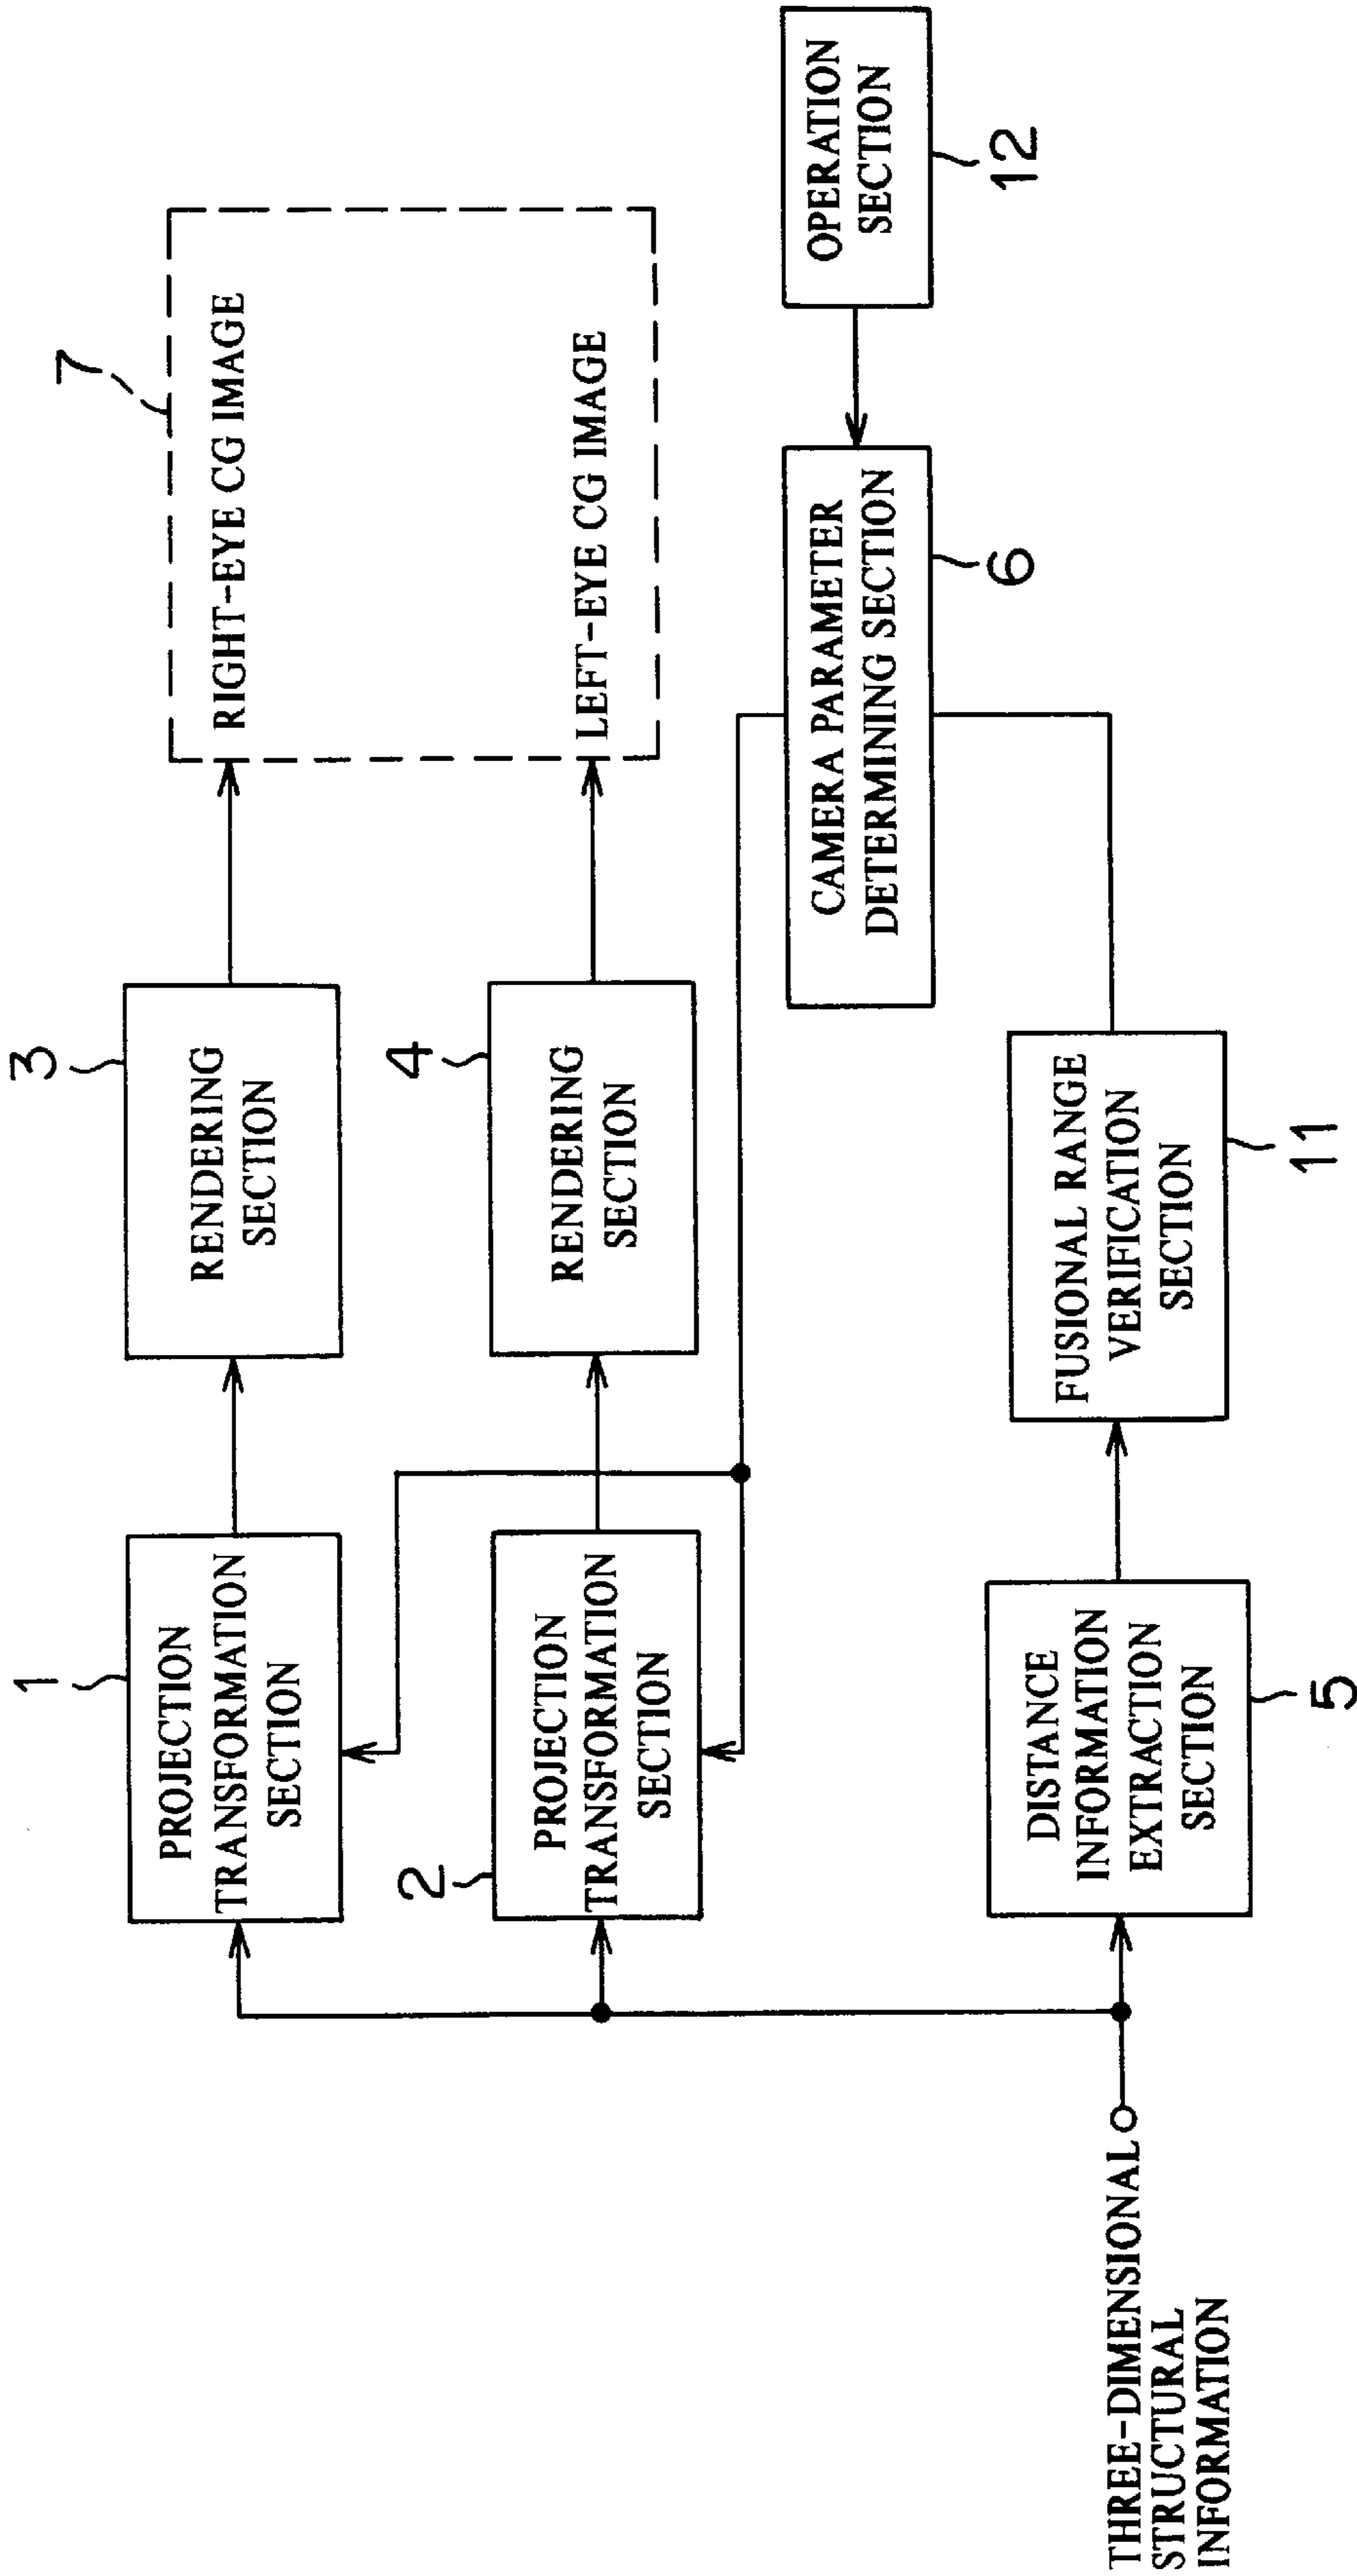 1
PROJECTION
TRANSFORMATION
SECTION
3
RENDERING
SECTION
7
RIGHT-EYE CG IMAGE
LEFT-EYE CG IMAGE
2
PROJECTION
TRANSFORMATION
SECTION
4
RENDERING
SECTION
CAMERA PARAMETER
DETERMINING SECTION
6
OPERATION
SECTION
12
THREE-DIMENSIONAL
STRUCTURAL
INFORMATION
DISTANCE
INFORMATION
EXTRACTION
SECTION
5
FUSIONAL RANGE
VERIFICATION
SECTION
11